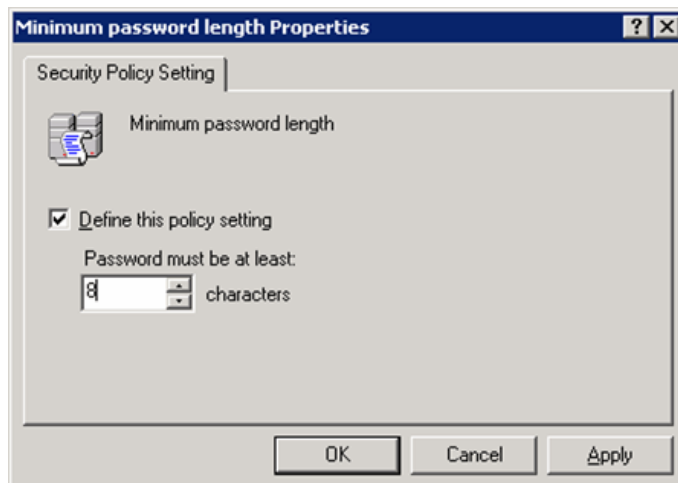 Minimum password length Properties
Security Policy Setting
Minimum password length
Define this policy setting
Password must be at least:
8 characters
OK Cancel Apply